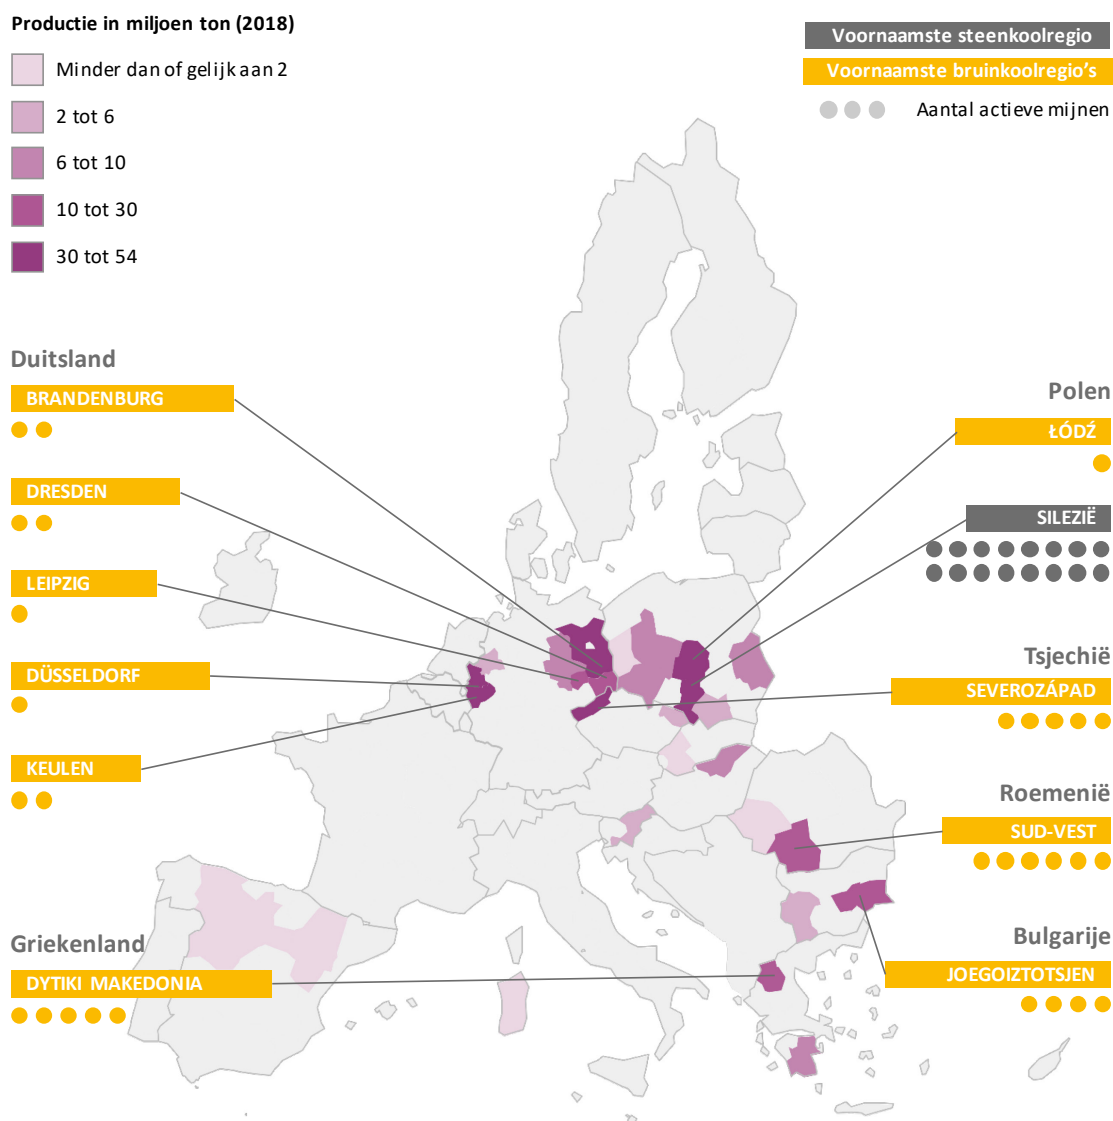 Productie in miljoen ton (2018)
Minder dan of gelijk aan 2
2 tot 6
6 tot 10
10 tot 30
30 tot 54
Voornaamste steenkoolregio
Voornaamste bruinkoolregio's
Aantal actieve mijnen
Duitsland
BRANDENBURG
DRESDEN
LEIPZIG
DÜSSELDORF
KEULEN
Griekenland
DYTIKI MAKEDONIA
Polen
ŁÓDŹ
SILEZIË
Tsjechië
SEVEROZÁPAD
Roemenië
SUD-VEST
Bulgarije
JOEGOIZTOTSJEN